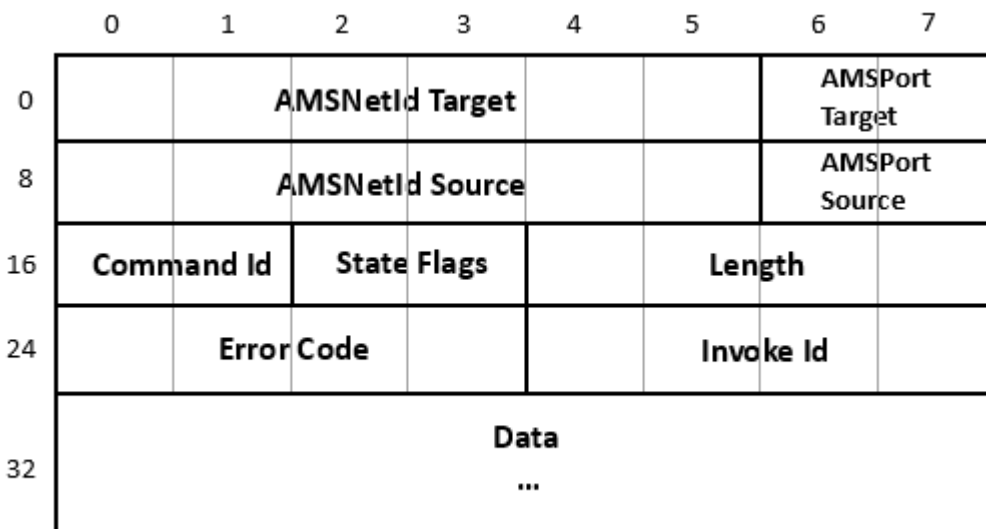 0 1 2 3 4 5 6 7
0 AMSNetId Target AMSPort
Target
8 AMSNetId Source AMSPort
Source
16 Command Id State Flags Length
24 Error Code Invoke Id
Data
32 ...